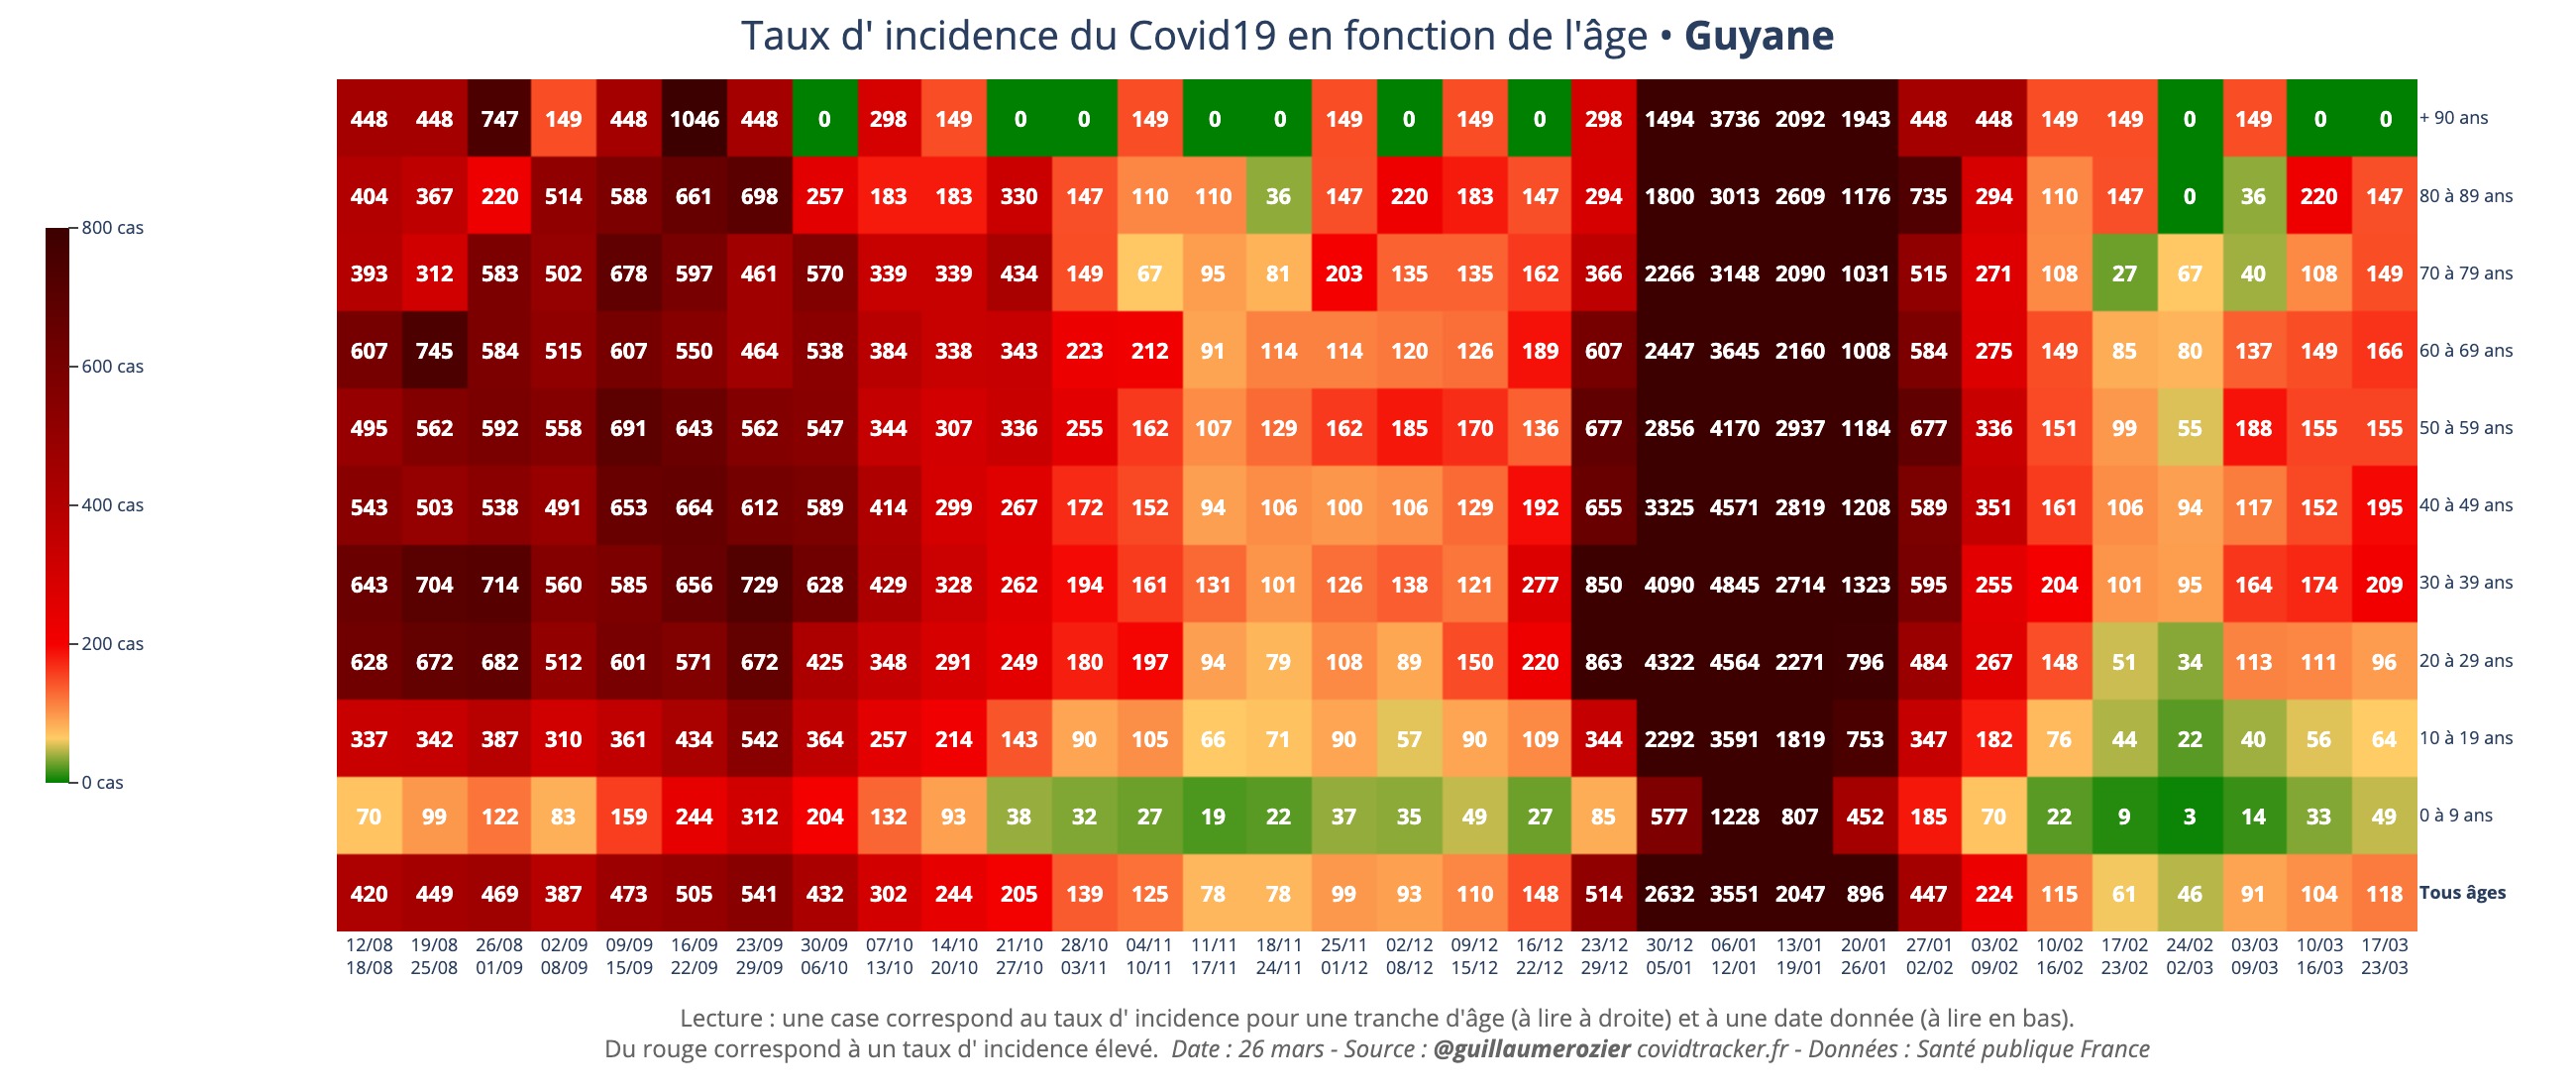 Taux d' incidence du Covid19 en fonction de l'âge • Guyane
448 448 747 149 448 1046 448 0 298 149 0 0 149 0 0 149 0 149 0 298 1494 3736 2092 1943 448 448 149 149 0 149 0 0 + 90 ans
404 367 220 514 588 661 698 257 183 183 330 147 110 110 36 147 220 183 147 294 1800 3013 2609 1176 735 294 110 147 0 36 220 147 80 à 89 ans
800 cas
393 312 583 502 678 597 461 570 339 339 434 149 67 95 81 203 135 135 162 366 2266 3148 2090 1031 515 271 108 27 67 40 108 149 70 à 79 ans
607 745 584 515 607 550 464 538 384 338 343 223 212 91 114 114 120 126 189 607 2447 3645 2160 1008 584 275 149 85 80 137 149 166 60 à 69 ans
600 cas
495 562 592 558 691 643 562 547 344 307 336 255 162 107 129 162 185 170 136 677 2856 4170 2937 1184 677 336 151 99 55 188 155 155 50 à 59 ans
400 cas
543 503 538 491 653 664 612 589 414 299 267 172 152 94 106 100 106 129 192 655 3325 4571 2819 1208 589 351 161 106 94 117 152 195 40 à 49 ans
643 704 714 560 585 656 729 628 429 328 262 194 161 131 101 126 138 121 277 850 4090 4845 2714 1323 595 255 204 101 95 164 174 209 30 à 39 ans
200 cas
628 672 682 512 601 571 672 425 348 291 249 180 197 94 79 108 89 150 220 863 4322 4564 2271 796 484 267 148 51 34 113 111 96 20 à 29 ans
337 342 387 310 361 434 542 364 257 214 143 90 105 66 71 90 57 90 109 344 2292 3591 1819 753 347 182 76 44 22 40 56 64 10 à 19 ans
0 cas
70 99 122 83 159 244 312 204 132 93 38 32 27 19 22 37 35 49 27 85 577 1228 807 452 185 70 22 9 3 14 33 49 0 à 9 ans
420 449 469 387 473 505 541 432 302 244 205 139 125 78 78 99 93 110 148 514 2632 3551 2047 896 447 224 115 61 46 91 104 118 Tous âges
12/08 19/08 26/08 02/09 09/09 16/09 23/09 30/09 07/10 14/10 21/10 28/10 04/11 11/11 18/11 25/11 02/12 09/12 16/12 23/12 30/12 06/01 13/01 20/01 27/01 03/02 10/02 17/02 24/02 03/03 10/03 17/03
18/08 25/08 01/09 08/09 15/09 22/09 29/09 06/10 13/10 20/10 27/10 03/11 10/11 17/11 24/11 01/12 08/12 15/12 22/12 29/12 05/01 12/01 19/01 26/01 02/02 09/02 16/02 23/02 02/03 09/03 16/03 23/03
Lecture : une case correspond au taux d' incidence pour une tranche d'âge (à lire à droite) et à une date donnée (à lire en bas).
Du rouge correspond à un taux d' incidence élevé. Date : 26 mars - Source : @guillaumerozier covidtracker.fr - Données : Santé publique France